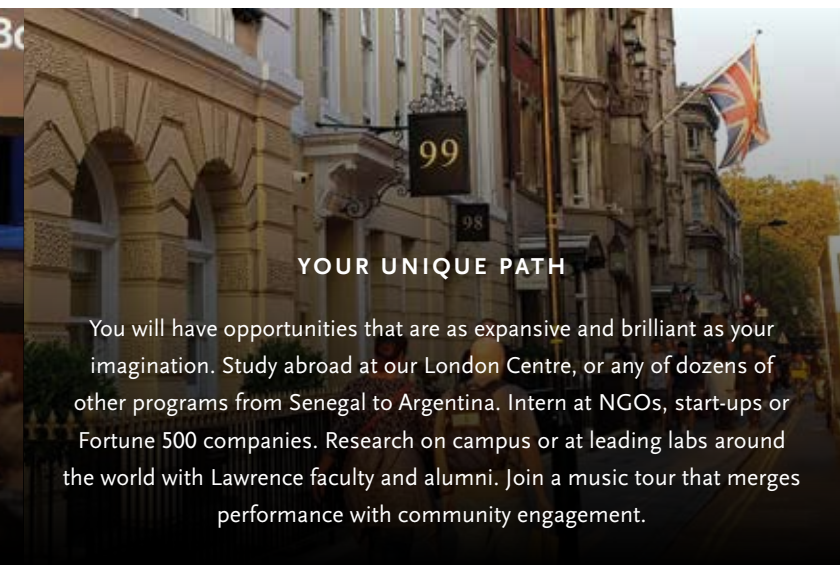 99
98
YOUR UNIQUE PATH
You will have opportunities that are as expansive and brilliant as your
imagination. Study abroad at our London Centre, or any of dozens of
other programs from Senegal to Argentina. Intern at NGOs, start-ups or
Fortune 500 companies. Research on campus or at leading labs around
the world with Lawrence faculty and alumni. Join a music tour that merges
performance with community engagement.